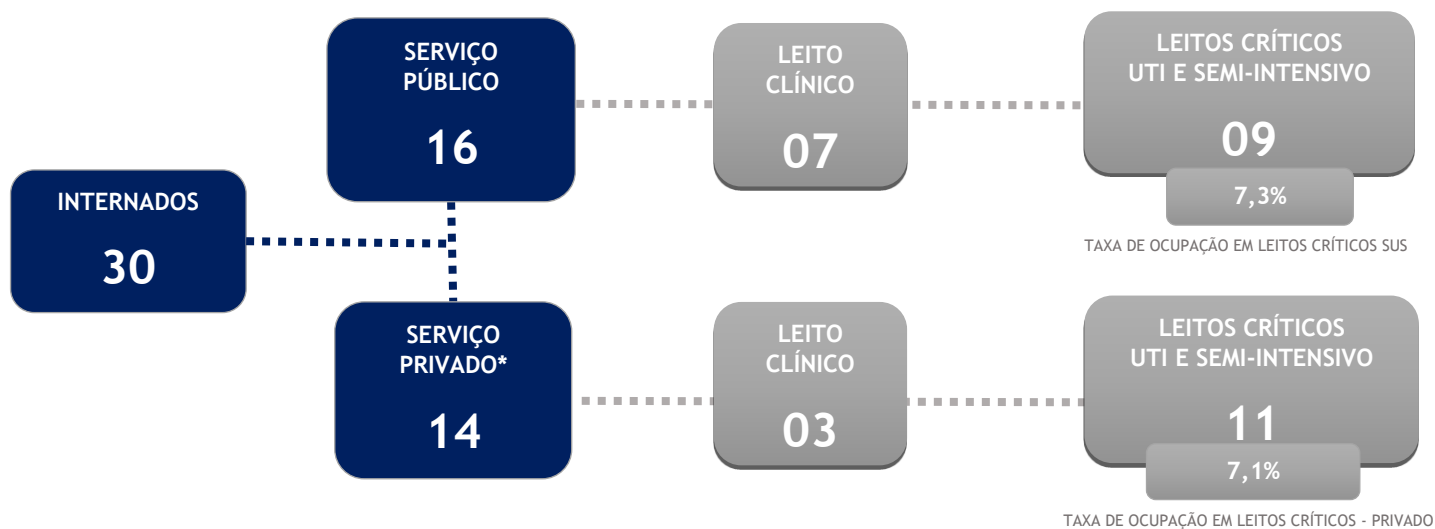 INTERNADOS
30
SERVIÇO
PÚBLICO
16
LEITO
CLÍNICO
07
LEITOS CRÍTICOS
UTI E SEMI-INTENSIVO
09
7,3%
TAXA DE OCUPAÇÃO EM LEITOS CRÍTICOS SUS
SERVIÇO
PRIVADO*
14
LEITO
CLÍNICO
03
LEITOS CRÍTICOS
UTI E SEMI-INTENSIVO
11
7,1%
TAXA DE OCUPAÇÃO EM LEITOS CRÍTICOS - PRIVADO